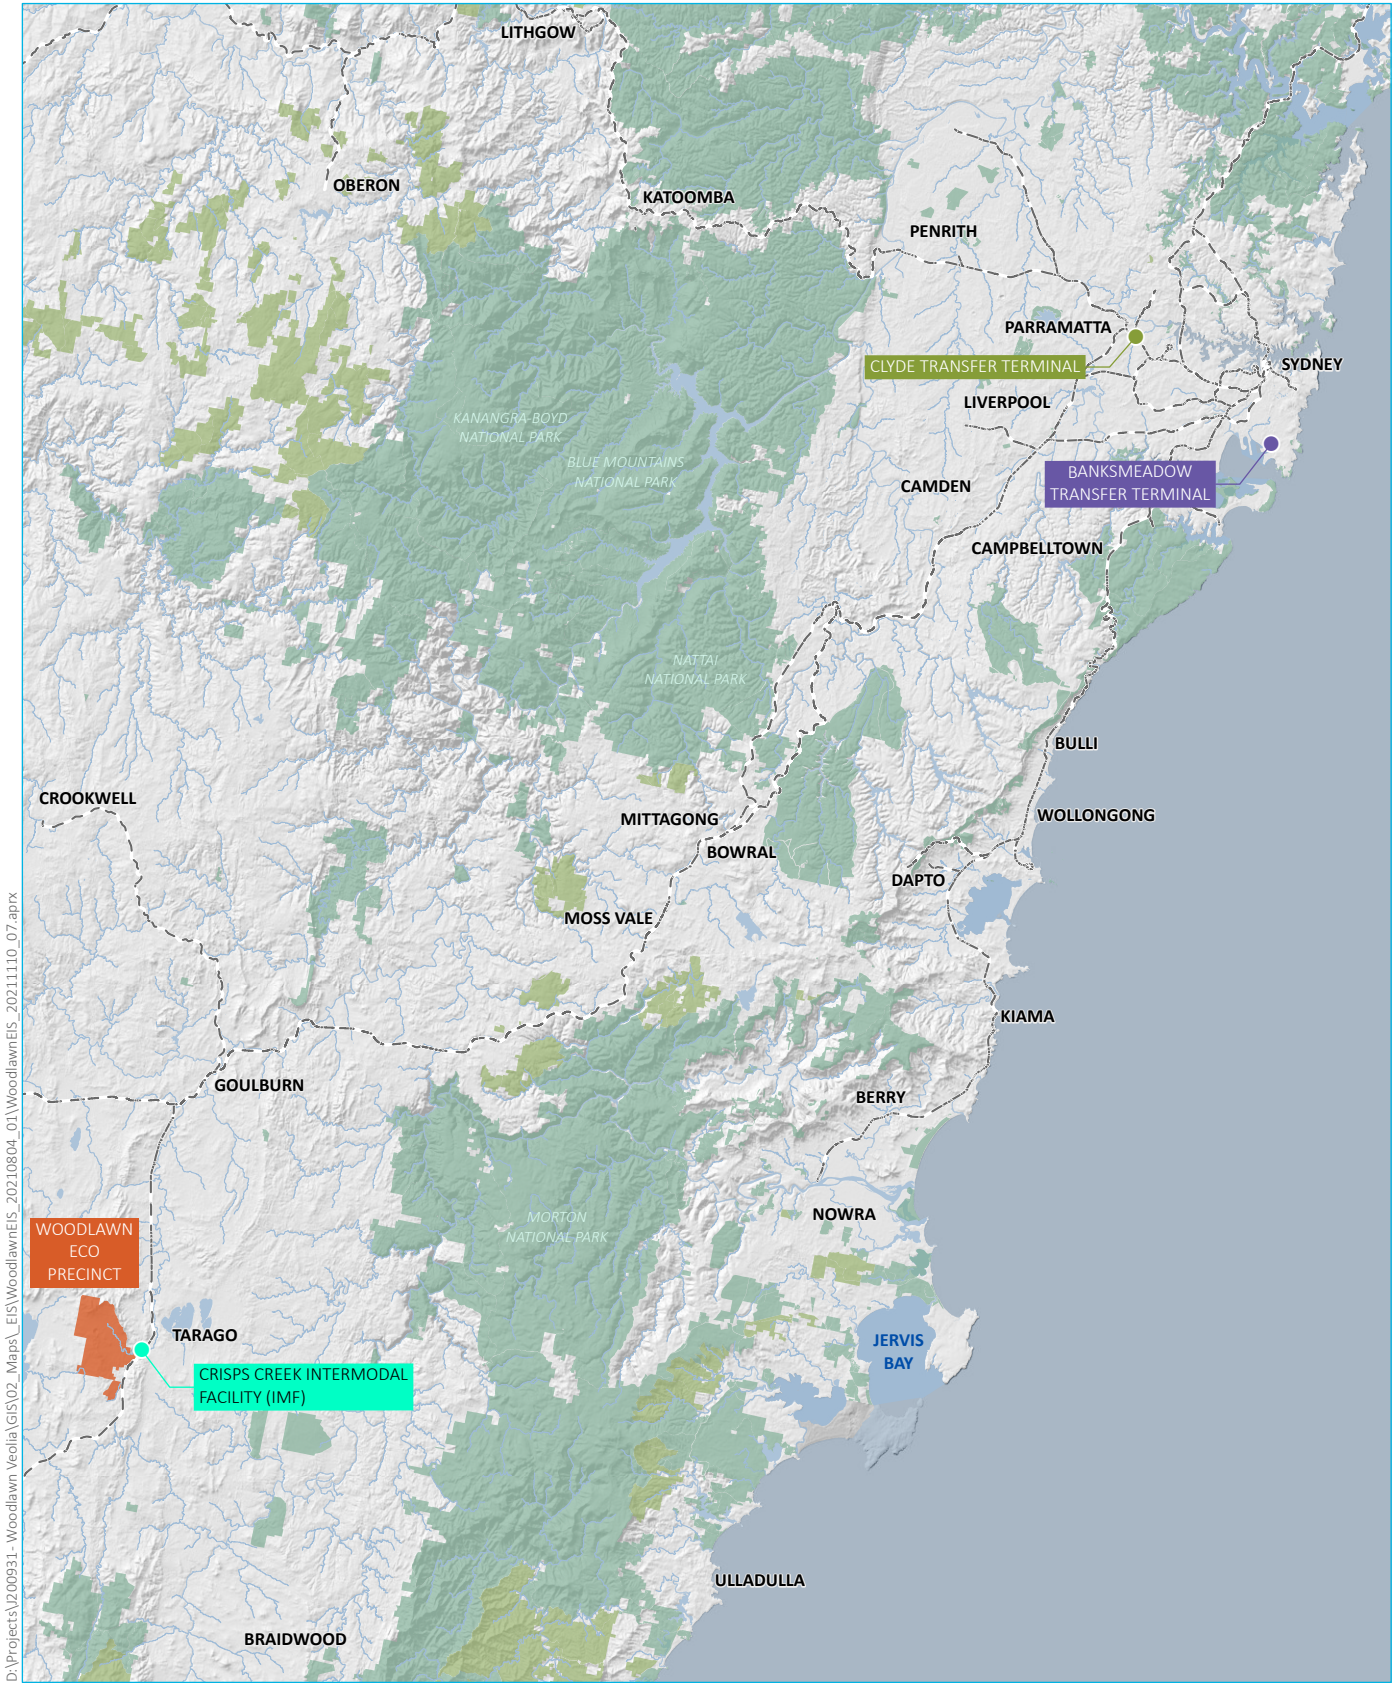 LITHGOW
OBERON
KATOOMBA
PENRITH
PARRAMATTA
CLYDE TRANSFER TERMINAL
SYDNEY
LIVERPOOL
KANANGRA-BOYD
NATIONAL PARK
BLUE MOUNTAINS
NATIONAL PARK
BANKSMEADOW
TRANSFER TERMINAL
CAMDEN
CAMPBELLTOWN
NATTAI
NATIONAL PARK
BULLI
CROOKWELL
MITTAGONG
WOLLONGONG
BOWRAL
DAPTO
MOSS VALE
KIAMA
GOULBURN
BERRY
NOWRA
MORTON
NATIONAL PARK
WOODLAWN
ECO
PRECINCT
TARAGO
JERVIS
BAY
CRISPS CREEK INTERMODAL
FACILITY (IMF)
ULLADULLA
BRAIDWOOD
D:\Projects\J200931 - Woodlawn Veolia\GIS\02_Maps\_EIS\WoodlawnEIS_20210804_01\WoodlawnEIS_20211110_07.aprx